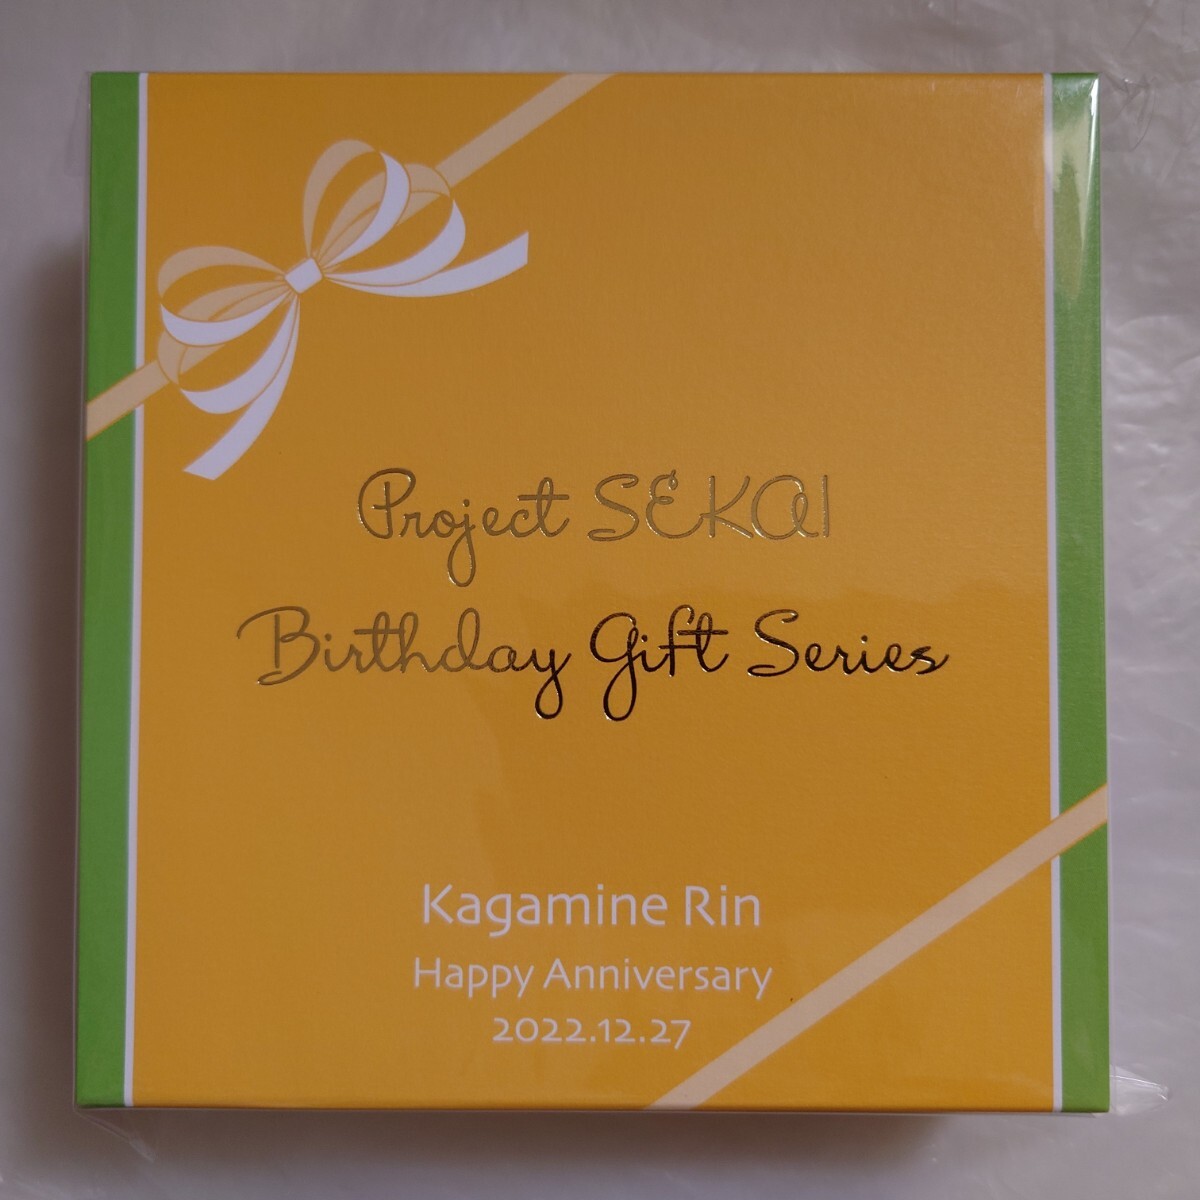 Project SEKAI
Birthday Gift Series
Kagamine Rin
Happy Anniversary
2022.12.27